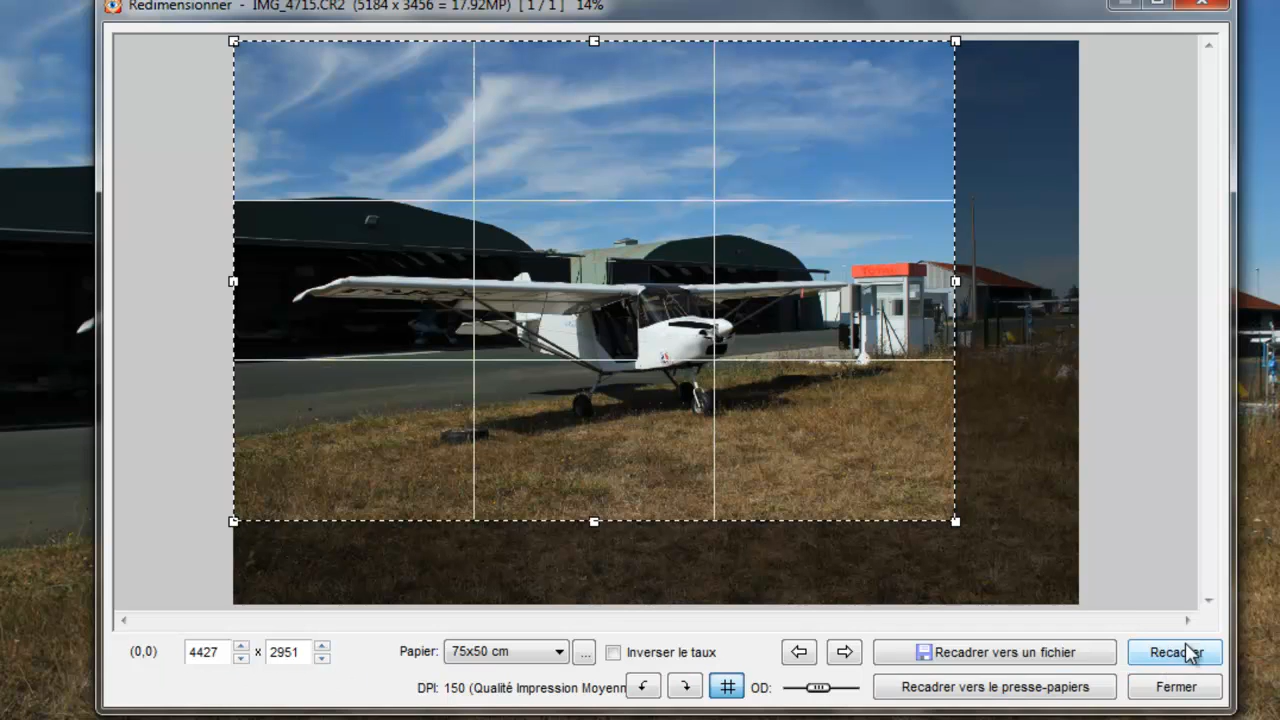 Redimensionner - IMG_4715.CR2 (5184 x 3456 = 17.92MP) [ 1 / 1 ] 14%
TOTAL
(0,0) 4427 x 2951 Papier: 75x50 cm ... Inverser le taux Recadrer vers un fichier Recadrer
DPI: 150 (Qualité Impression Moyenn OD: Recadrer vers le presse-papiers Fermer